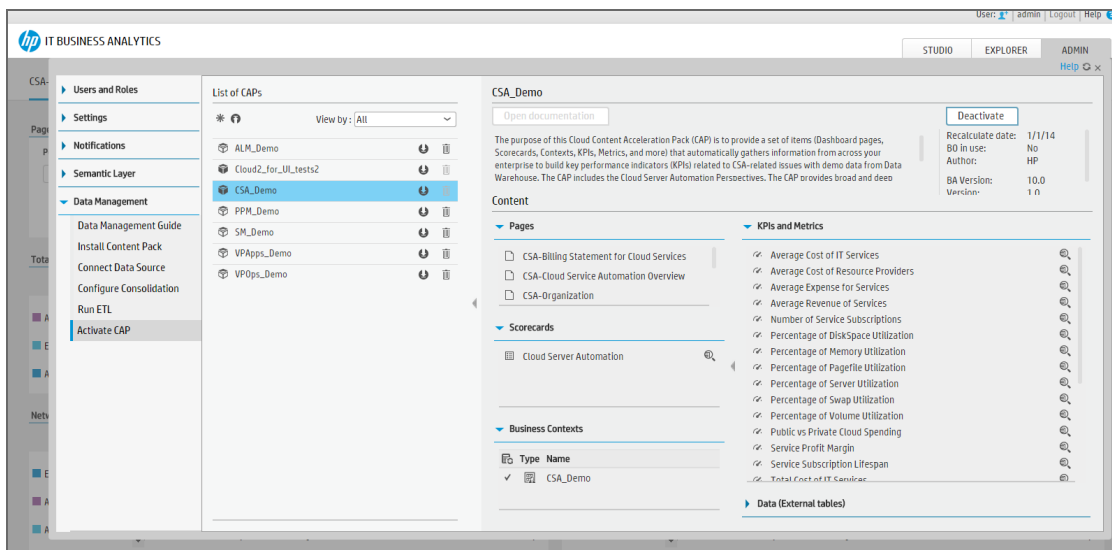 User: admin Logout Help
hp IT BUSINESS ANALYTICS
STUDIO EXPLORER ADMIN
Help
CSA-
Users and Roles
Settings
Notifications
Semantic Layer
Data Management
Data Management Guide
Install Content Pack
Connect Data Source
Configure Consolidation
Run ETL
Activate CAP
List of CAPs
View by: All
ALM_Demo
Cloud2_for_UI_tests2
CSA_Demo
PPM_Demo
SM_Demo
VPApps_Demo
VPOps_Demo
CSA_Demo
Open documentation
Deactivate
The purpose of this Cloud Content Acceleration Pack (CAP) is to provide a set of items (Dashboard pages,
Scorecards, Contexts, KPIs, Metrics, and more) that automatically gathers information from across your
enterprise to build key performance indicators (KPIs) related to CSA-related issues with demo data from Data
Warehouse. The CAP includes the Cloud Server Automation Perspectives. The CAP provides broad and deep
Recalculate date: 1/1/14
BO in use: No
Author: HP
BA Version: 10.0
Version: 1.0
Content
Pages
CSA-Billing Statement for Cloud Services
CSA-Cloud Service Automation Overview
CSA-Organization
Scorecards
Cloud Server Automation
Business Contexts
Type Name
CSA_Demo
KPIs and Metrics
Average Cost of IT Services
Average Cost of Resource Providers
Average Expense for Services
Average Revenue of Services
Number of Service Subscriptions
Percentage of DiskSpace Utilization
Percentage of Memory Utilization
Percentage of Pagefile Utilization
Percentage of Server Utilization
Percentage of Swap Utilization
Percentage of Volume Utilization
Public vs Private Cloud Spending
Service Profit Margin
Service Subscription Lifespan
Total Cost of IT Services
Data (External tables)